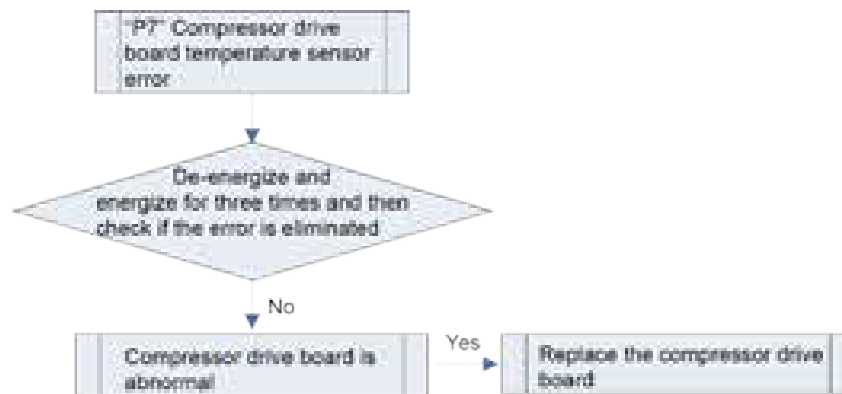 "P7" Compressor drive
board temperature sensor
error
De-energize and
energize for three times and then
check if the error is eliminated
No
Compressor drive board is
abnormal
Yes
Replace the compressor drive
board